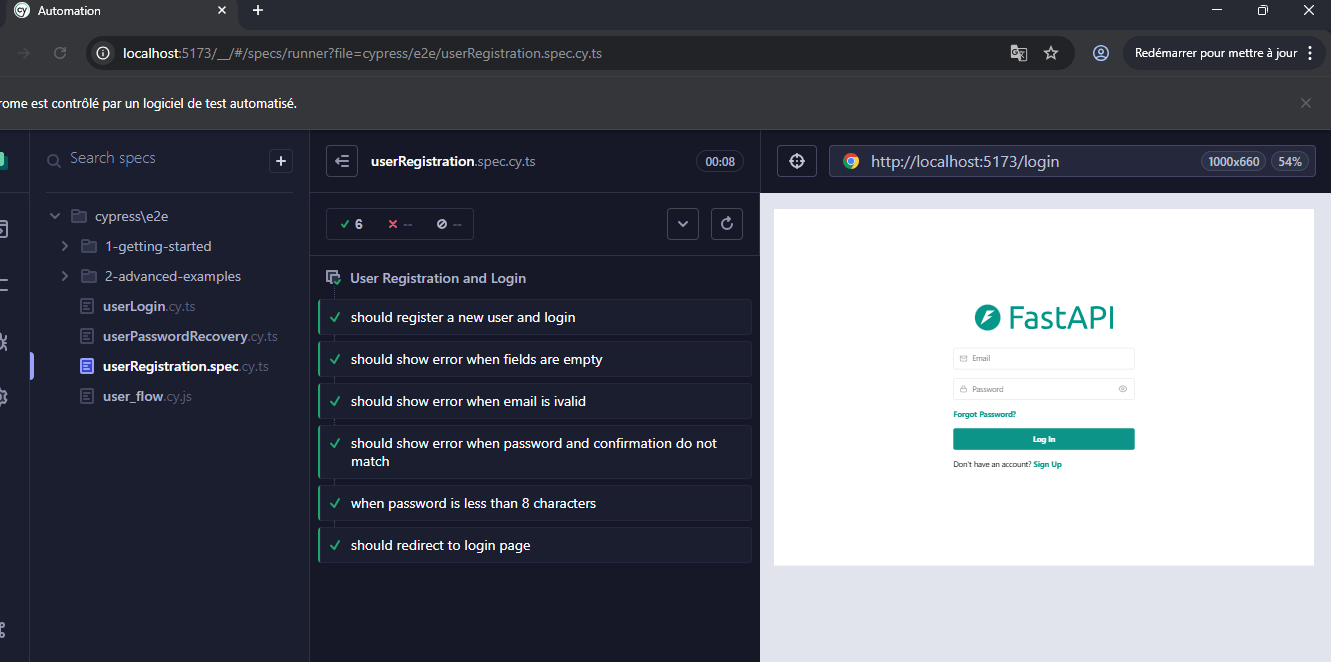 Automation
localhost:5173/__/#/specs/runner?file=cypress/e2e/userRegistration.spec.cy.ts
Redémarrer pour mettre à jour
rome est contrôlé par un logiciel de test automatisé.
Search specs
cypress\e2e
1-getting-started
2-advanced-examples
userLogin.cy.ts
userPasswordRecovery.cy.ts
userRegistration.spec.cy.ts
user_flow.cy.js
userRegistration.spec.cy.ts
00:08
6 -- --
User Registration and Login
should register a new user and login
should show error when fields are empty
should show error when email is ivalid
should show error when password and confirmation do not
match
when password is less than 8 characters
should redirect to login page
http://localhost:5173/login
1000x660
54%
FastAPI
Email
Password
Forgot Password?
Log In
Don't have an account? Sign Up